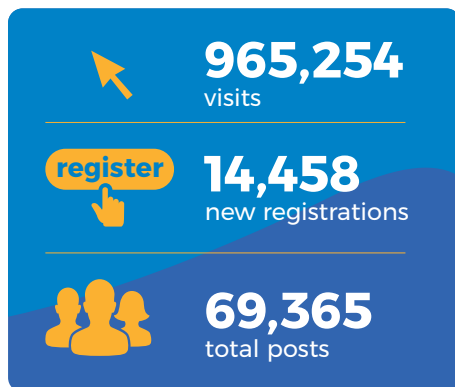 965,254
visits
register
14,458
new registrations
69,365
total posts